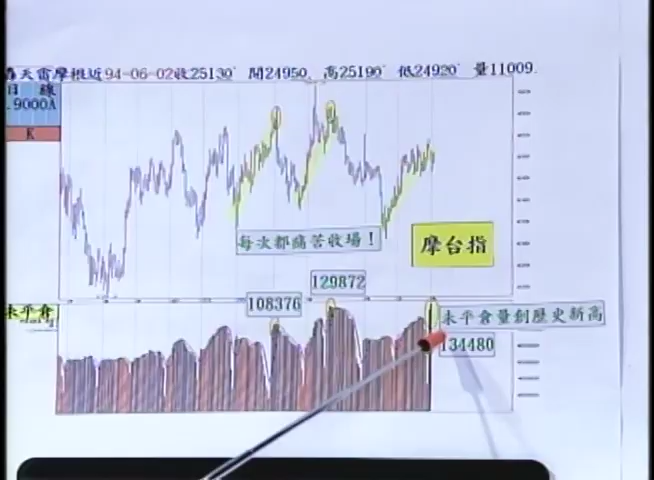 轟天雷摩根近94-06-02收25130 開24950 高25190 低24920 量11009.
日 線
.9000A
K
每次都痛苦收場！
摩台指
129872
108376
未平倉
未平倉量創歷史新高
134480